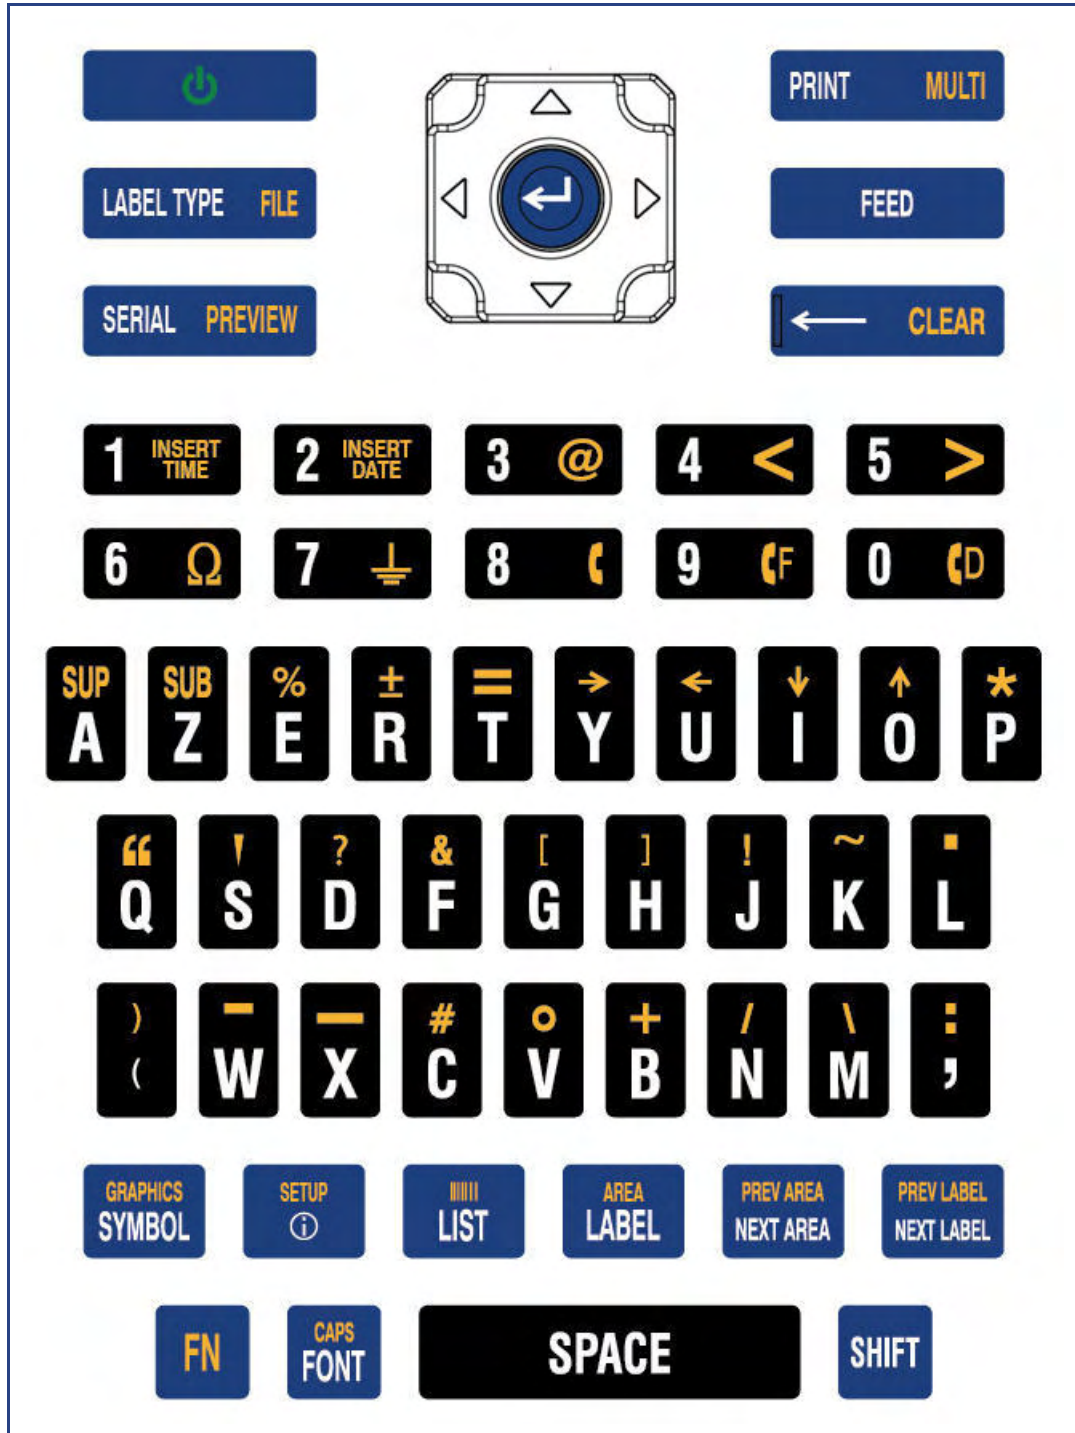 PRINT MULTI
LABEL TYPE FILE
FEED
SERIAL PREVIEW
← CLEAR
1 INSERT TIME 2 INSERT DATE 3 @ 4 < 5 >
6 Ω 7 ⏚ 8 9 F 0 D
SUP SUB % ± = → ← ↓ ↑ *
A Z E R T Y U I O P
“ ' ? & [ ] ! ~ .
Q S D F G H J K L
) - — # ° + / \ :
( W X C V B N M ,
GRAPHICS SETUP AREA PREV AREA PREV LABEL
SYMBOL ⓘ LIST LABEL NEXT AREA NEXT LABEL
CAPS
FN FONT SPACE SHIFT